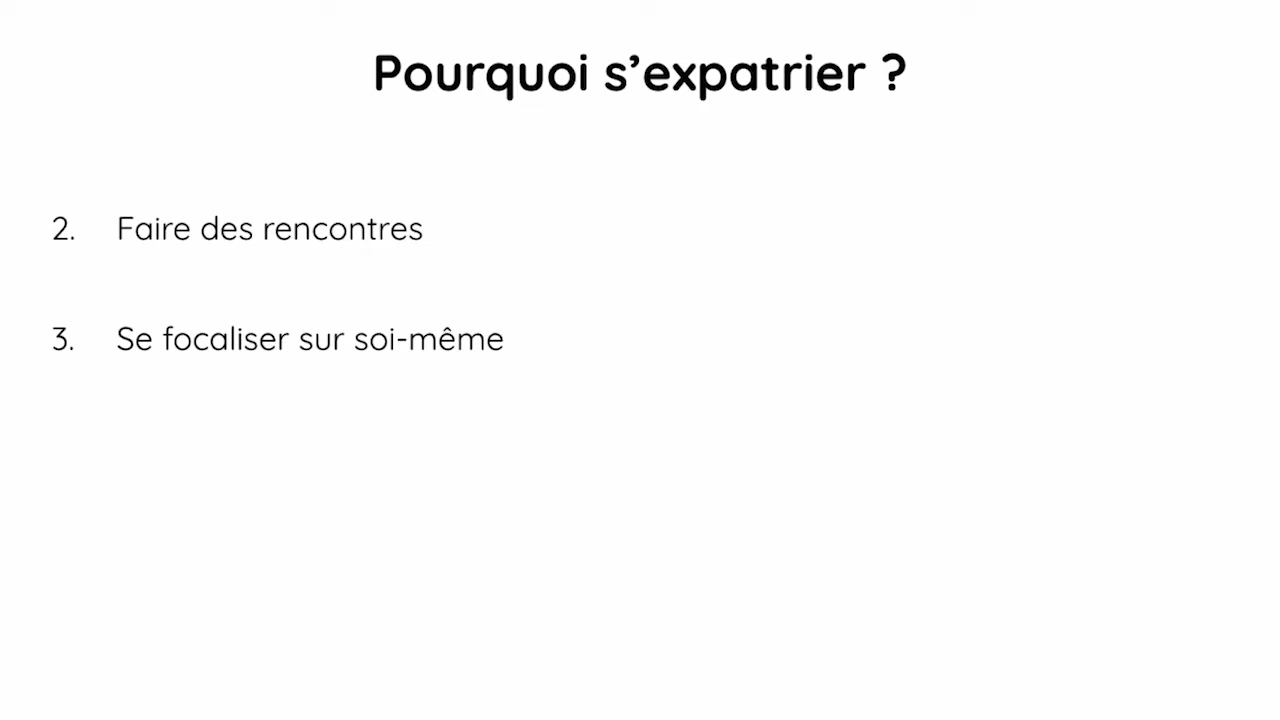 Pourquoi s’expatrier ?
2. Faire des rencontres
3. Se focaliser sur soi-même